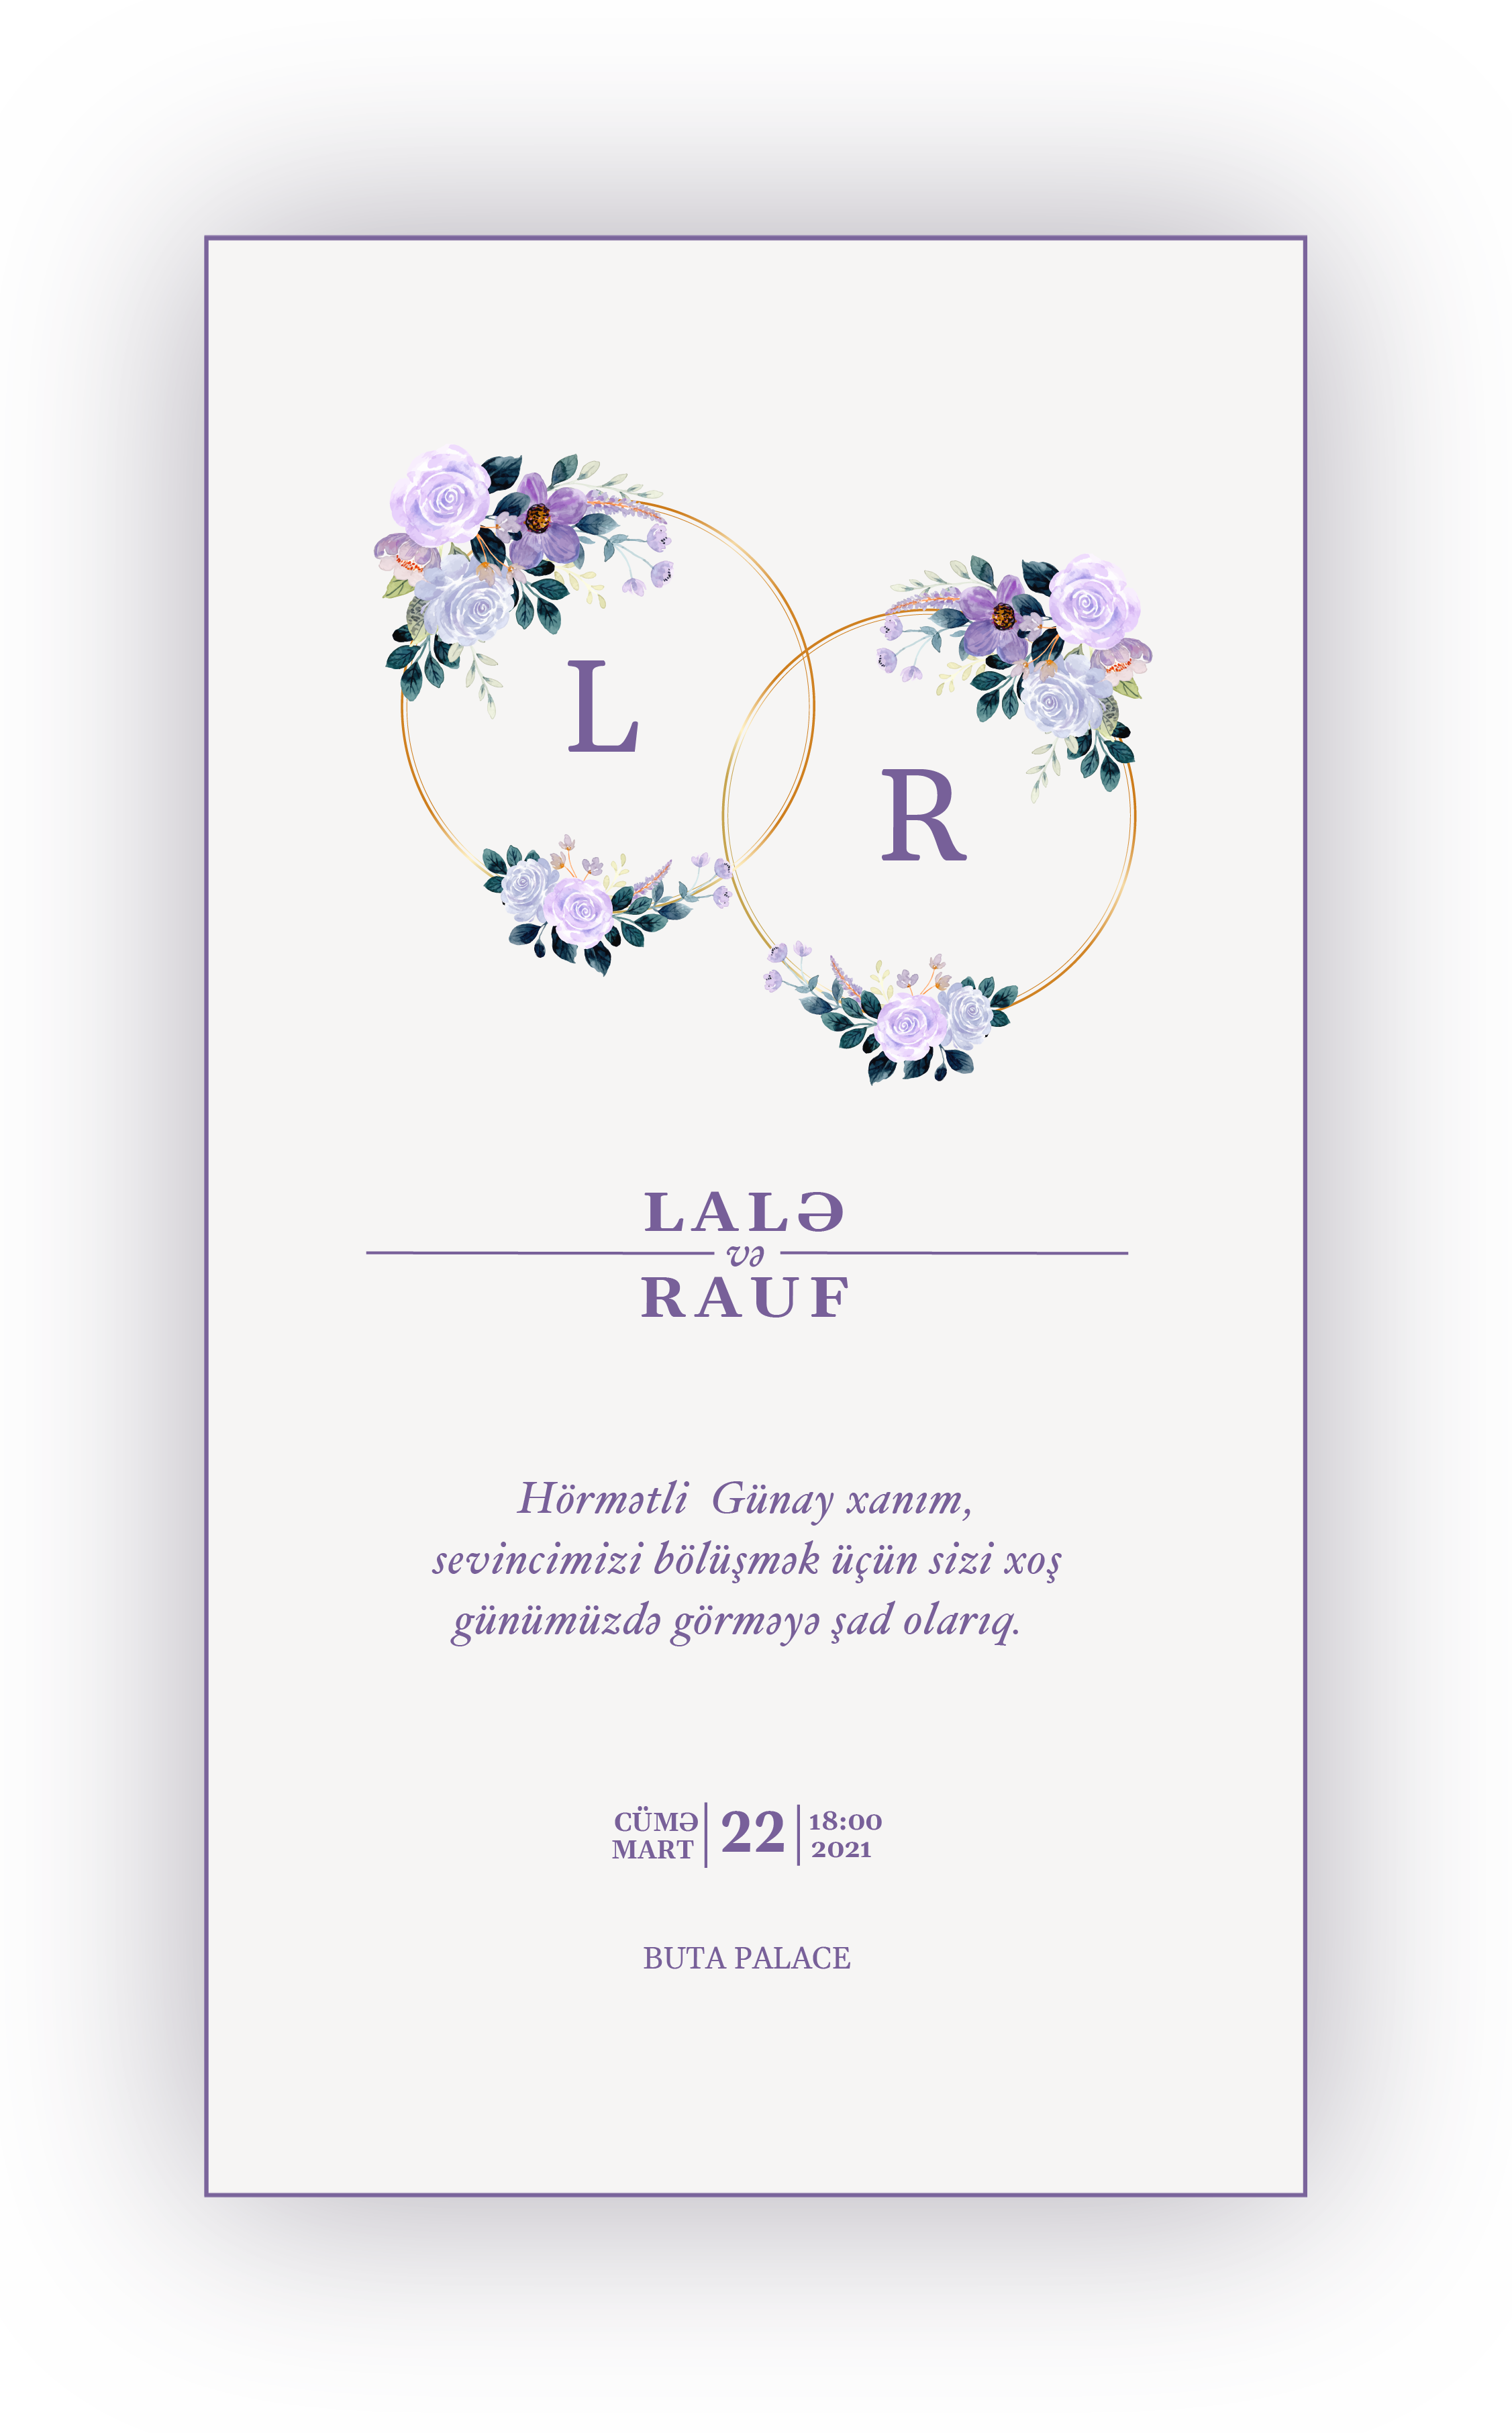 L
R
LALƏ
və
RAUF
Hörmətli Günay xanım,
sevincimizi bölüşmək üçün sizi xoş
günümüzdə görməyə şad olarıq.
CÜMƏ
MART
22
18:00
2021
BUTA PALACE